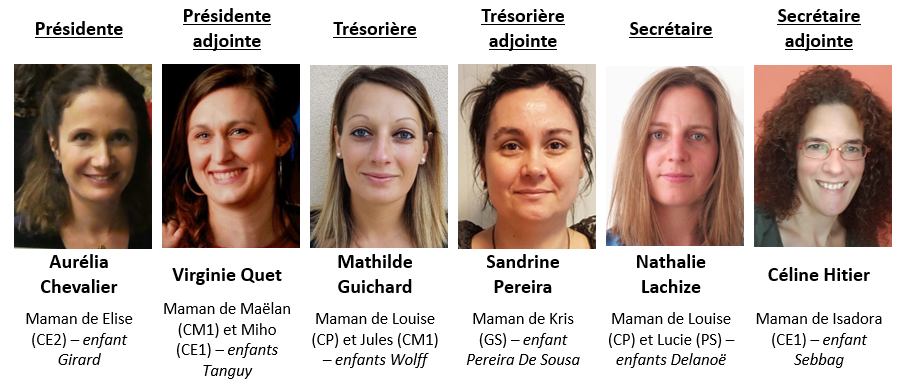 Présidente
Présidente
adjointe
Trésorière
Trésorière
adjointe
Secrétaire
Secrétaire
adjointe
Aurélia
Chevalier
Maman de Elise
(CE2) – enfant
Girard
Virginie Quet
Maman de Maëlan
(CM1) et Miho
(CE1) – enfants
Tanguy
Mathilde
Guichard
Maman de Louise
(CP) et Jules (CM1)
– enfants Wolff
Sandrine
Pereira
Maman de Kris
(GS) – enfant
Pereira De Sousa
Nathalie
Lachize
Maman de Louise
(CP) et Lucie (PS) –
enfants Delanoë
Céline Hitier
Maman de Isadora
(CE1) – enfant
Sebbag